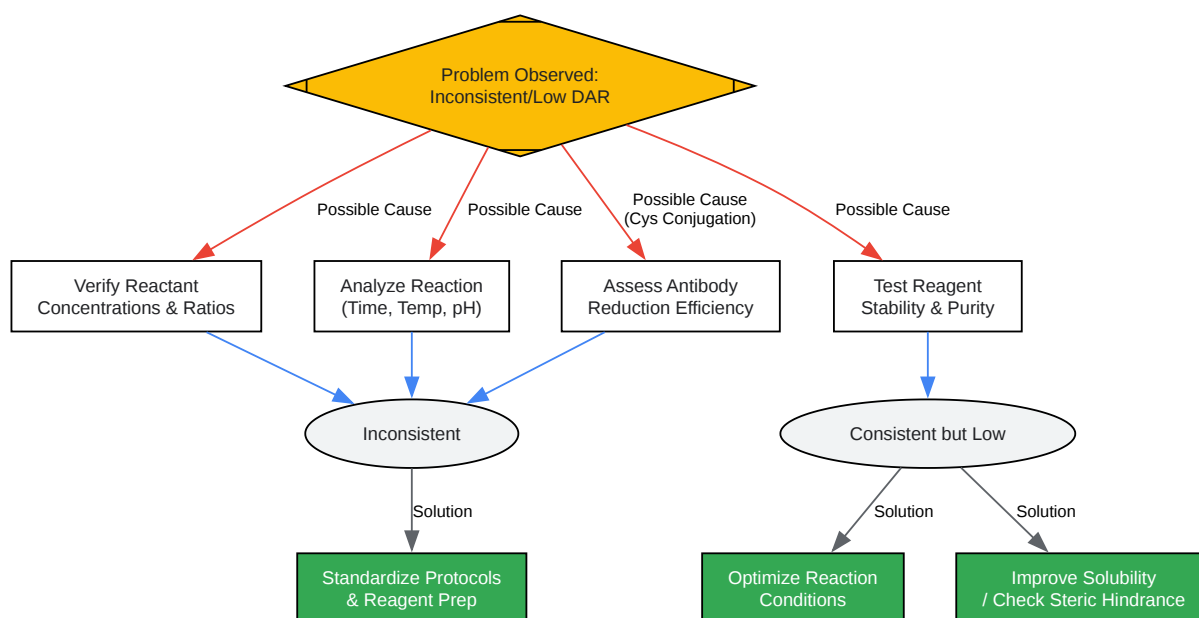 Problem Observed:
Inconsistent/Low DAR
Possible Cause
Possible Cause
Possible Cause
(Cys Conjugation)
Possible Cause
Verify Reactant
Concentrations & Ratios
Analyze Reaction
(Time, Temp, pH)
Assess Antibody
Reduction Efficiency
Test Reagent
Stability & Purity
Inconsistent
Consistent but Low
Solution
Solution
Solution
Standardize Protocols
& Reagent Prep
Optimize Reaction
Conditions
Improve Solubility
/ Check Steric Hindrance